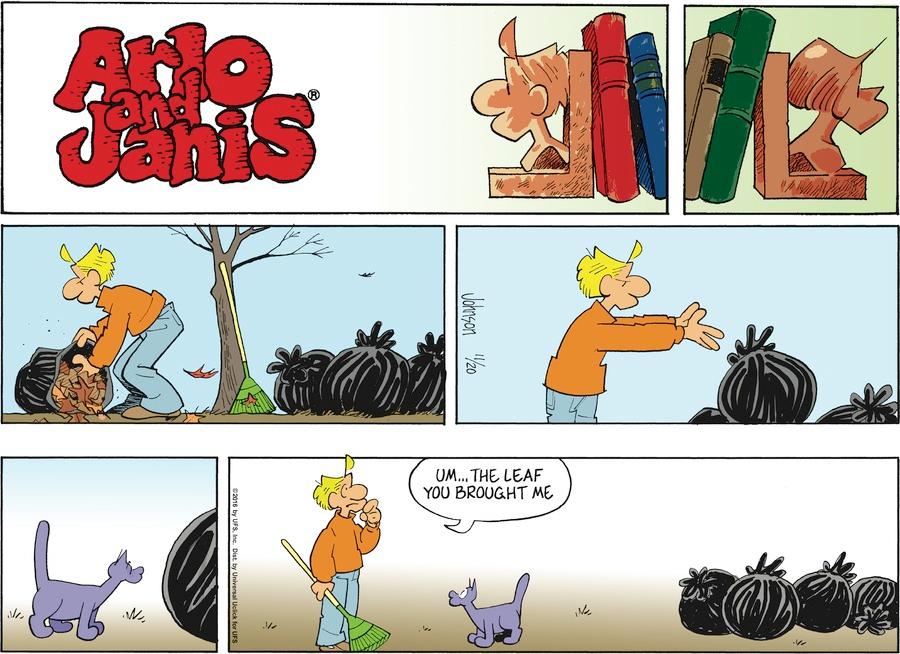 Arlo
and
Janis®
Johnson 11/20
UM...THE LEAF
YOU BROUGHT ME
©2016 by UFS, Inc. Dist. by Universal Uclick for UFS